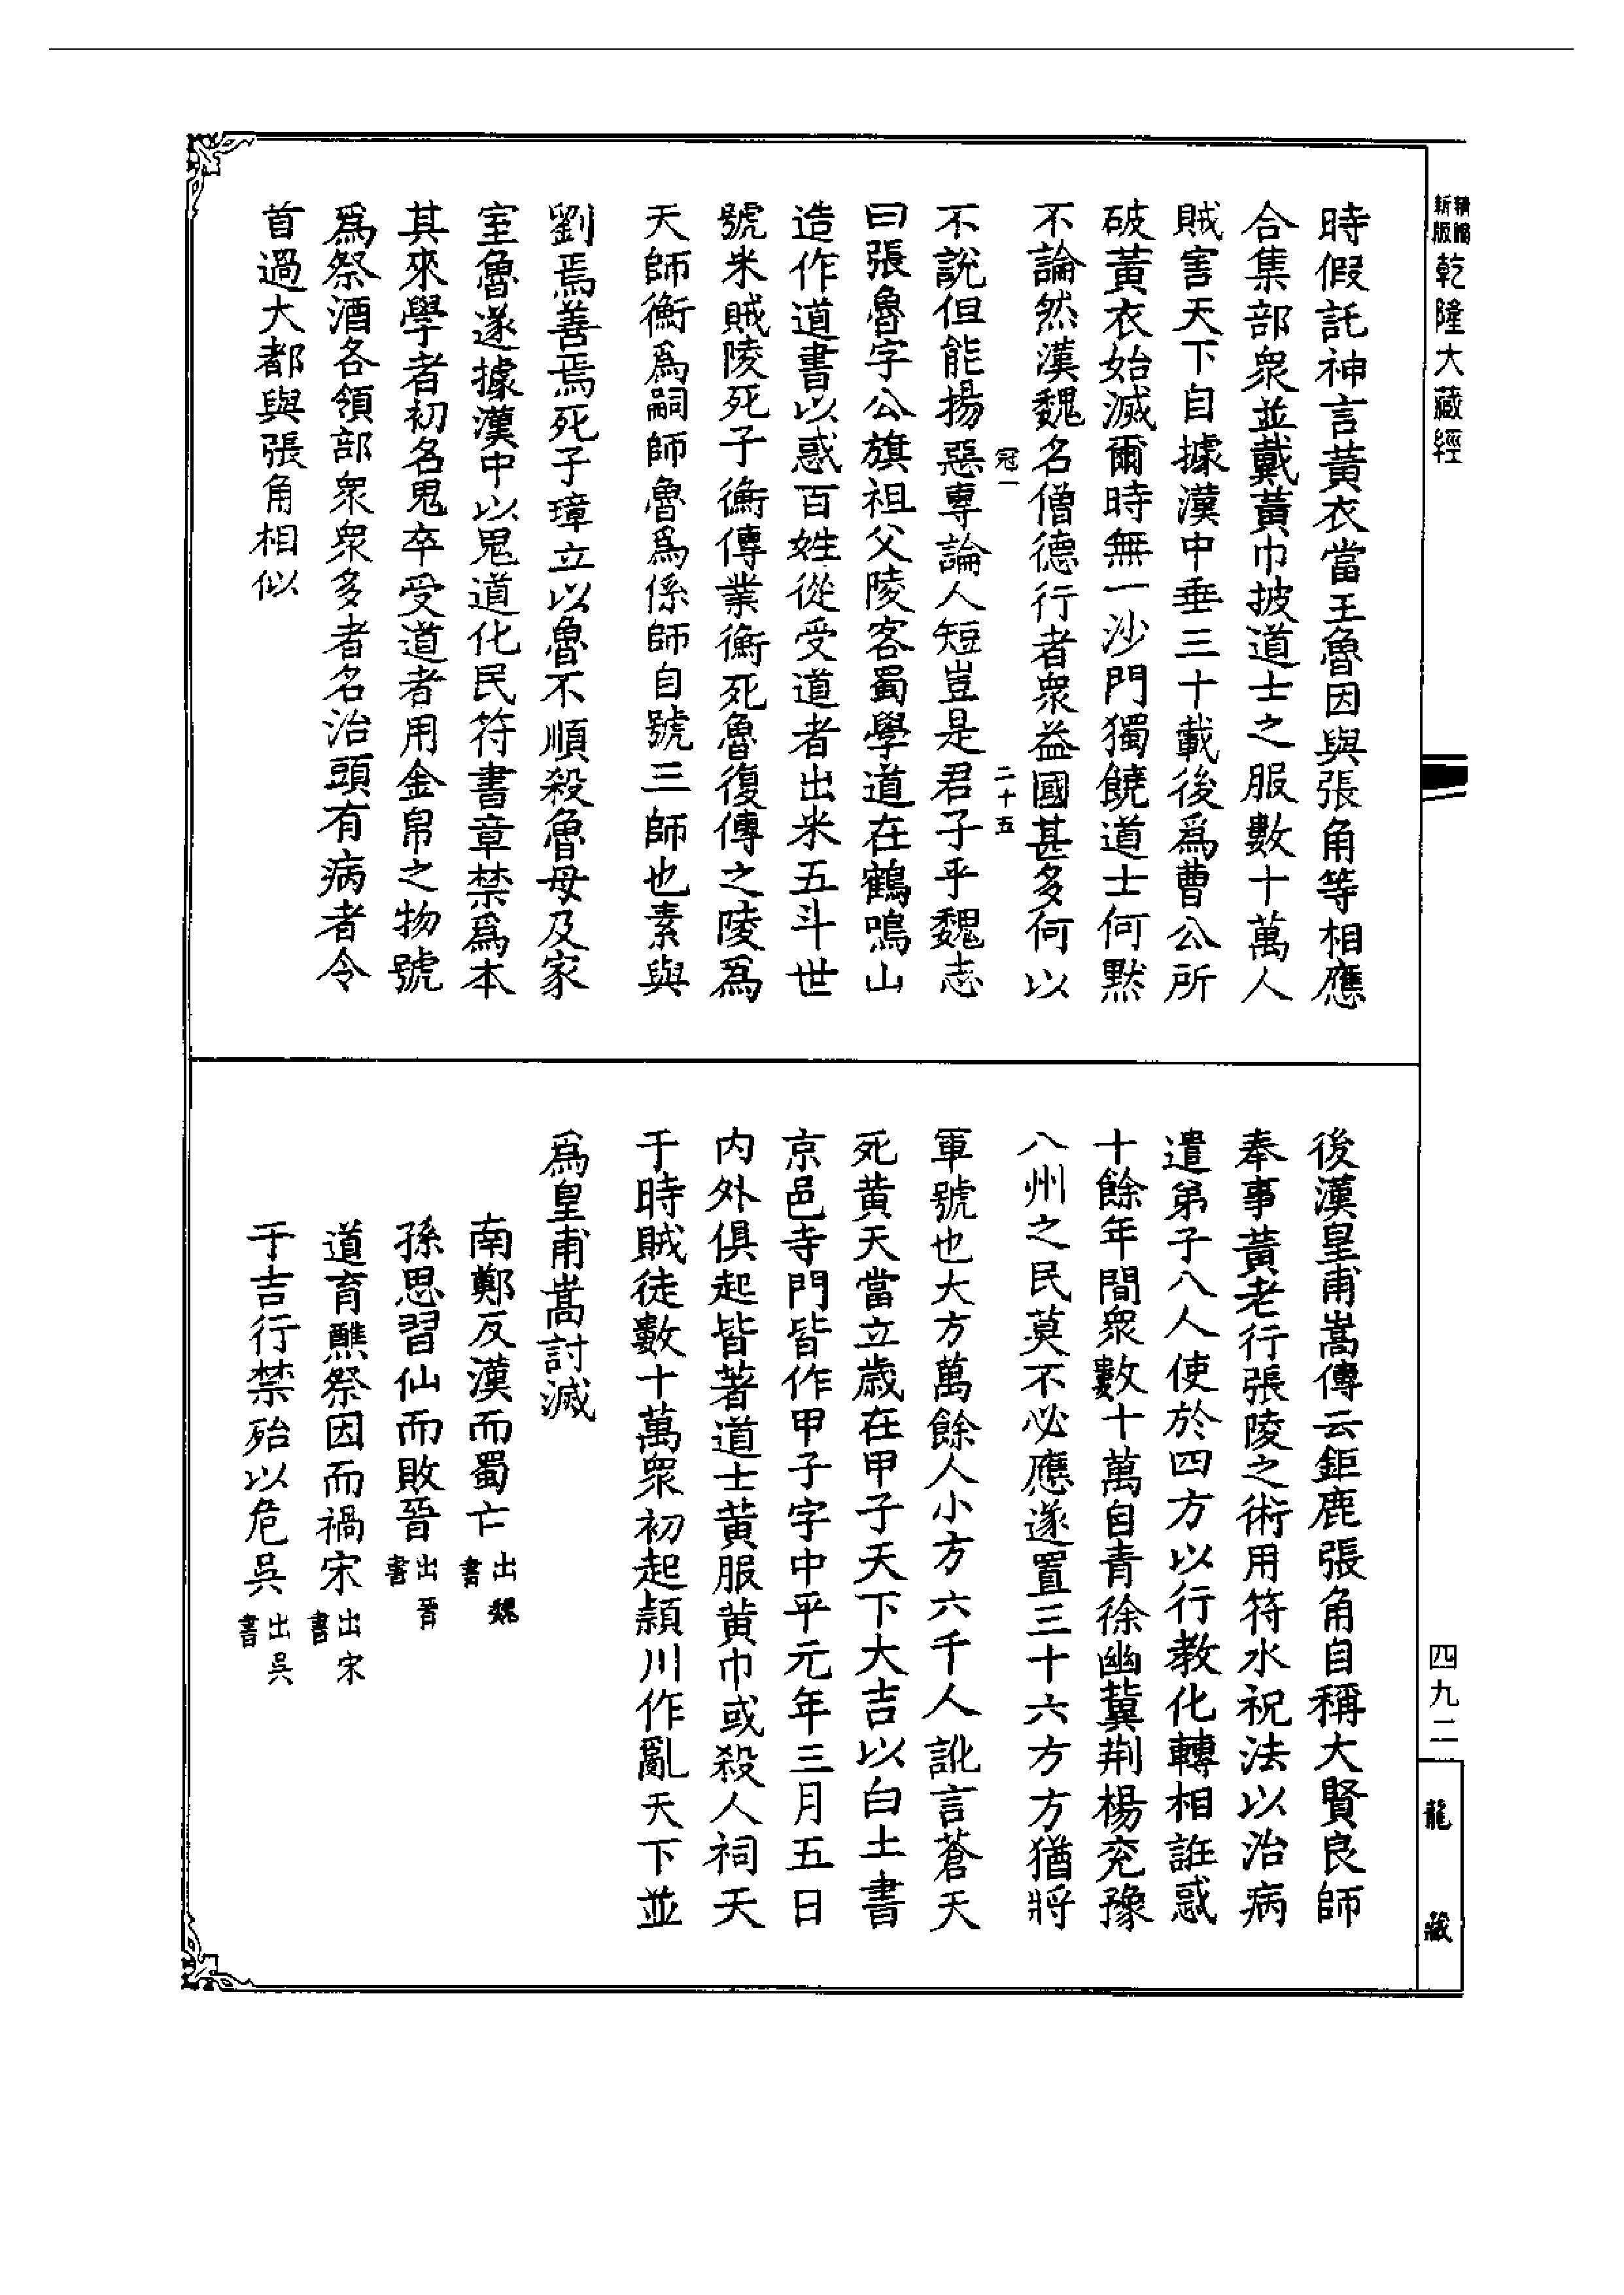 精縮
新版
乾隆大藏經
時假託神言黃衣當王魯因與張角等相應
合集部眾並戴黃巾披道士之服數十萬人
賊害天下自據漢中垂三十載後爲曹公所
破黃衣始滅爾時無一沙門獨饒道士何默
不論然漢魏名僧德行者眾益國甚多何以
冠一
二十五
不說但能揚惡專論人短豈是君子乎魏志
曰張魯字公旗祖父陵客蜀學道在鶴鳴山
造作道書以惑百姓從受道者出米五斗世
號米賊陵死子衡傳業衡死魯復傳之陵爲
天師衡爲嗣師魯爲係師自號三師也素與
劉焉善焉死子璋立以魯不順殺魯母及家
室魯遂據漢中以鬼道化民符書章禁爲本
其來學者初名鬼卒受道者用金帛之物號
爲祭酒各領部眾眾多者名治頭有病者令
首過大都與張角相似
後漢皇甫嵩傳云鉅鹿張角自稱大賢良師
奉事黃老行張陵之術用符水祝法以治病
遣弟子八人使於四方以行教化轉相誑惑
十餘年間眾數十萬自青徐幽冀荆楊兖豫
八州之民莫不必應遂置三十六方方猶將
軍號也大方萬餘人小方六千人訛言蒼天
死黄天當立歲在甲子天下大吉以白土書
京邑寺門皆作甲子字中平元年三月五日
内外俱起皆著道士黄服黄巾或殺人祠天
于時賊徒數十萬眾初起頴川作亂天下並
爲皇甫嵩討滅
南鄭反漢而蜀亡出魏書
孫思習仙而敗晉出晉書
道育醮祭因而禍宋出宋書
于吉行禁殆以危吳出吳書
四九二
龍藏